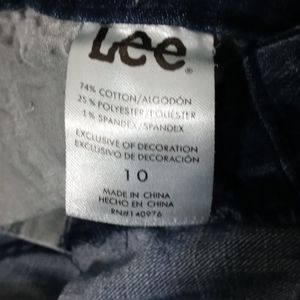 Lee®
74% COTTON/ALGODÓN
25% POLYESTER/POLIESTER
1% SPANDEX/SPANDEX
EXCLUSIVE OF DECORATION
EXCLUSIVO DE DECORACIÓN
10
MADE IN CHINA
HECHO EN CHINA
RN#140976